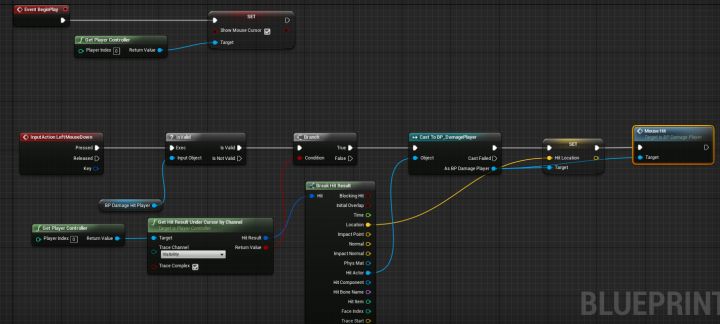 Event BeginPlay
SET
Show Mouse Cursor
Target
Get Player Controller
Player Index 0 Return Value
InputAction LeftMouseDown
Pressed
Released
Key
IsValid
Exec Is Valid
Input Object Is Not Valid
Branch
True
Condition False
Cast To BP_DamagePlayer
Object Cast Failed
As BP Damage Player
SET
Hit Location
Target
Mouse Hit
Target is BP Damage Player
Target
BP Damage Hit Player
Get Player Controller
Player Index 0 Return Value
Get Hit Result Under Cursor by Channel
Target is Player Controller
Target Hit Result
Trace Channel Return Value
Visibility
Trace Complex
Break Hit Result
Hit Blocking Hit
Initial Overlap
Time
Location
Impact Point
Normal
Impact Normal
Phys Mat
Hit Actor
Hit Component
Hit Bone Name
Hit Item
Face Index
Trace Start
BLUEPRINT